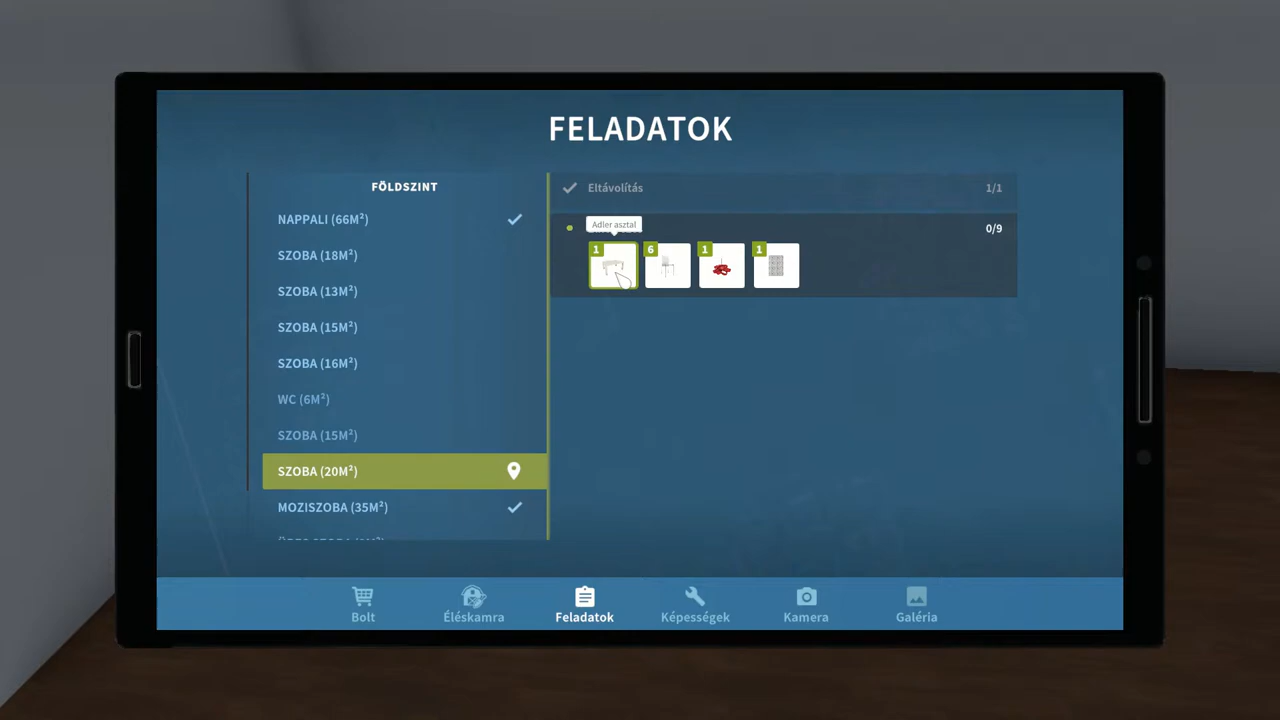 FELADATOK
FÖLDSZINT
NAPPALI (66M²)
SZOBA (18M²)
SZOBA (13M²)
SZOBA (15M²)
SZOBA (16M²)
WC (6M²)
SZOBA (15M²)
SZOBA (20M²)
MOZISZOBA (35M²)
Eltávolítás 1/1
Adler asztal
0/9
1 6 1 1
Bolt Éléskamra Feladatok Képességek Kamera Galéria